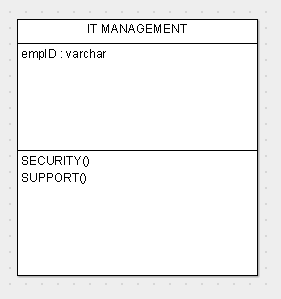 IT MANAGEMENT
empID : varchar
SECURITY()
SUPPORT()